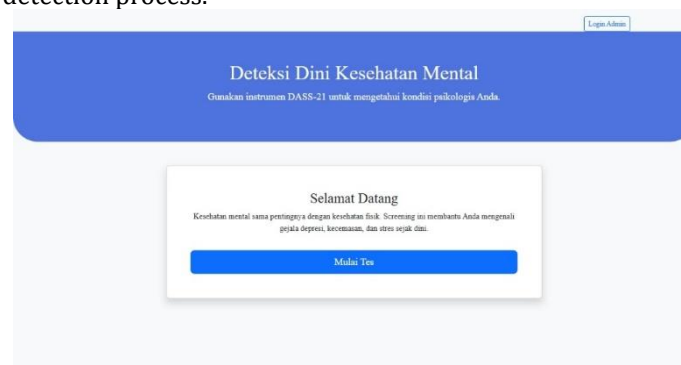 detection process.
Login Admin
Deteksi Dini Kesehatan Mental
Gunakan instrumen DASS-21 untuk mengetahui kondisi psikologis Anda.
Selamat Datang
Kesehatan mental sama pentingnya dengan kesehatan fisik. Screening ini membantu Anda mengenali
gejala depresi, kecemasan, dan stres sejak dini.
Mulai Tes